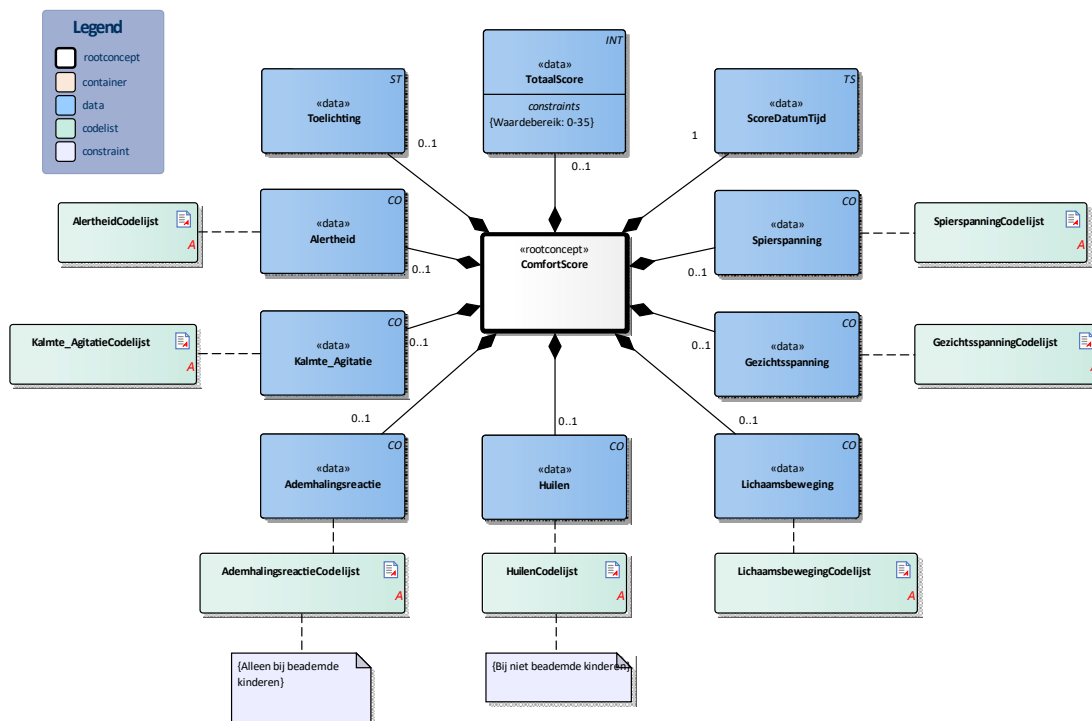 Legend
rootconcept
container
data
codelist
constraint
INT
«data»
TotaalScore
constraints
{Waardebereik: 0-35}
0..1
ST
«data»
Toelichting
0..1
TS
«data»
ScoreDatumTijd
1
AlertheidCodelijst
A
CO
«data»
Alertheid
0..1
«rootconcept»
ComfortScore
CO
«data»
Spierspanning
0..1
SpierspanningCodelijst
A
Kalmte_AgitatieCodelijst
A
CO
«data»
Kalmte_Agitatie
0..1
CO
«data»
Gezichtsspanning
0..1
GezichtsspanningCodelijst
A
0..1
CO
«data»
Ademhalingsreactie
0..1
CO
«data»
Huilen
0..1
CO
«data»
Lichaamsbeweging
AdemhalingsreactieCodelijst
A
HuilenCodelijst
A
LichaamsbewegingCodelijst
A
{Alleen bij beademde
kinderen}
{Bij niet beademde kinderen}